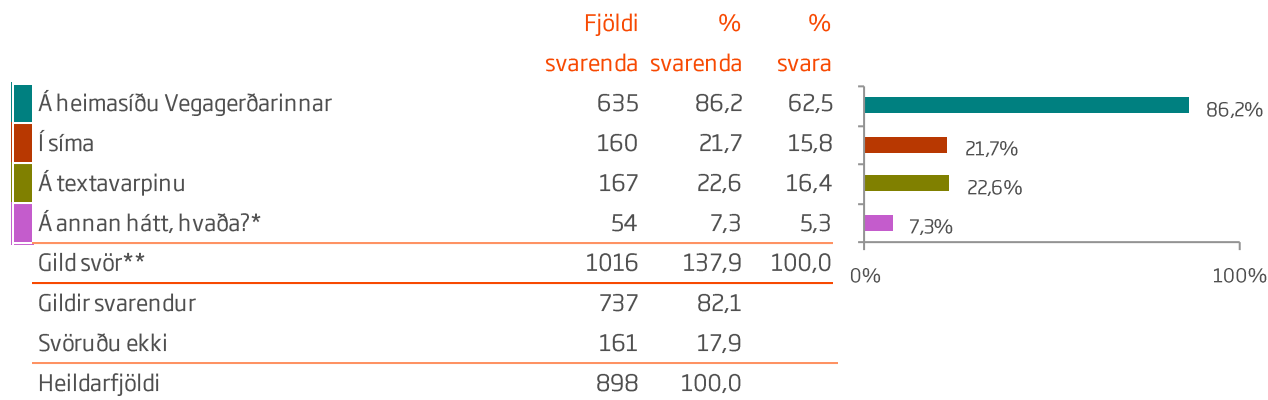 Fjöldi % %
svarenda svarenda svara
Á heimasíðu Vegagerðarinnar 635 86,2 62,5
Í síma 160 21,7 15,8
Á textavarpinu 167 22,6 16,4
Á annan hátt, hvaða?* 54 7,3 5,3
Gild svör** 1016 137,9 100,0
Gildir svarendur 737 82,1
Svöruðu ekki 161 17,9
Heildarfjöldi 898 100,0
86,2%
21,7%
22,6%
7,3%
0% 100%